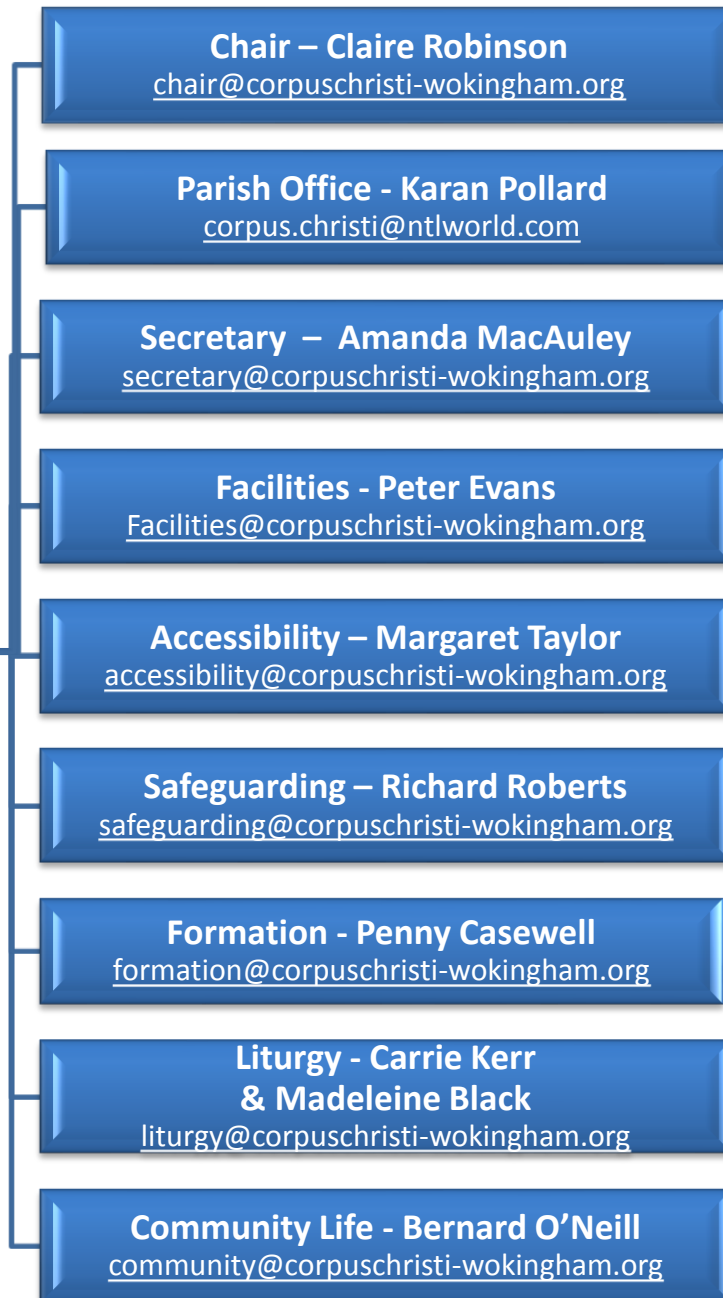 Chair – Claire Robinson
chair@corpuschristi-wokingham.org
Parish Office - Karan Pollard
corpus.christi@ntlworld.com
Secretary – Amanda MacAuley
secretary@corpuschristi-wokingham.org
Facilities - Peter Evans
Facilities@corpuschristi-wokingham.org
Accessibility – Margaret Taylor
accessibility@corpuschristi-wokingham.org
Safeguarding – Richard Roberts
safeguarding@corpuschristi-wokingham.org
Formation - Penny Casewell
formation@corpuschristi-wokingham.org
Liturgy - Carrie Kerr
& Madeleine Black
liturgy@corpuschristi-wokingham.org
Community Life - Bernard O’Neill
community@corpuschristi-wokingham.org